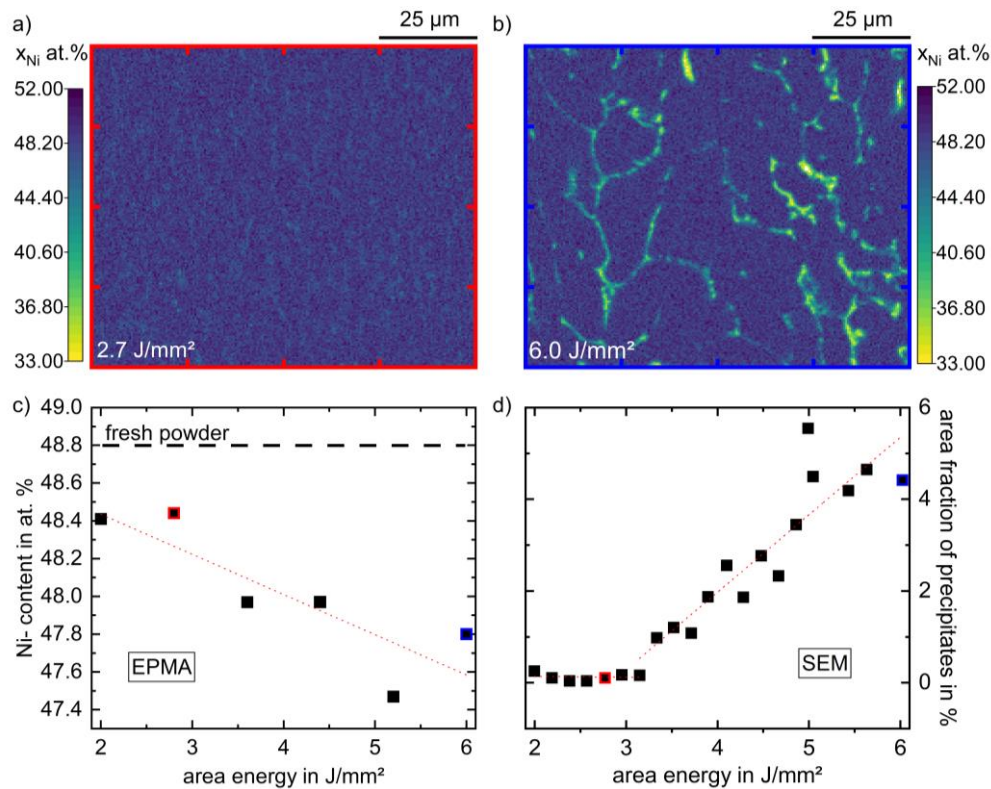 a)
25 µm
x_Ni at.%
52.00
48.20
44.40
40.60
36.80
33.00
2.7 J/mm²
b)
25 µm
x_Ni at.%
52.00
48.20
44.40
40.60
36.80
33.00
6.0 J/mm²
c)
49.0
48.8
48.6
48.4
48.2
48.0
47.8
47.6
47.4
Ni- content in at. %
fresh powder
EPMA
2 3 4 5 6
area energy in J/mm²
d)
6
4
2
0
area fraction of precipitates in %
SEM
2 3 4 5 6
area energy in J/mm²